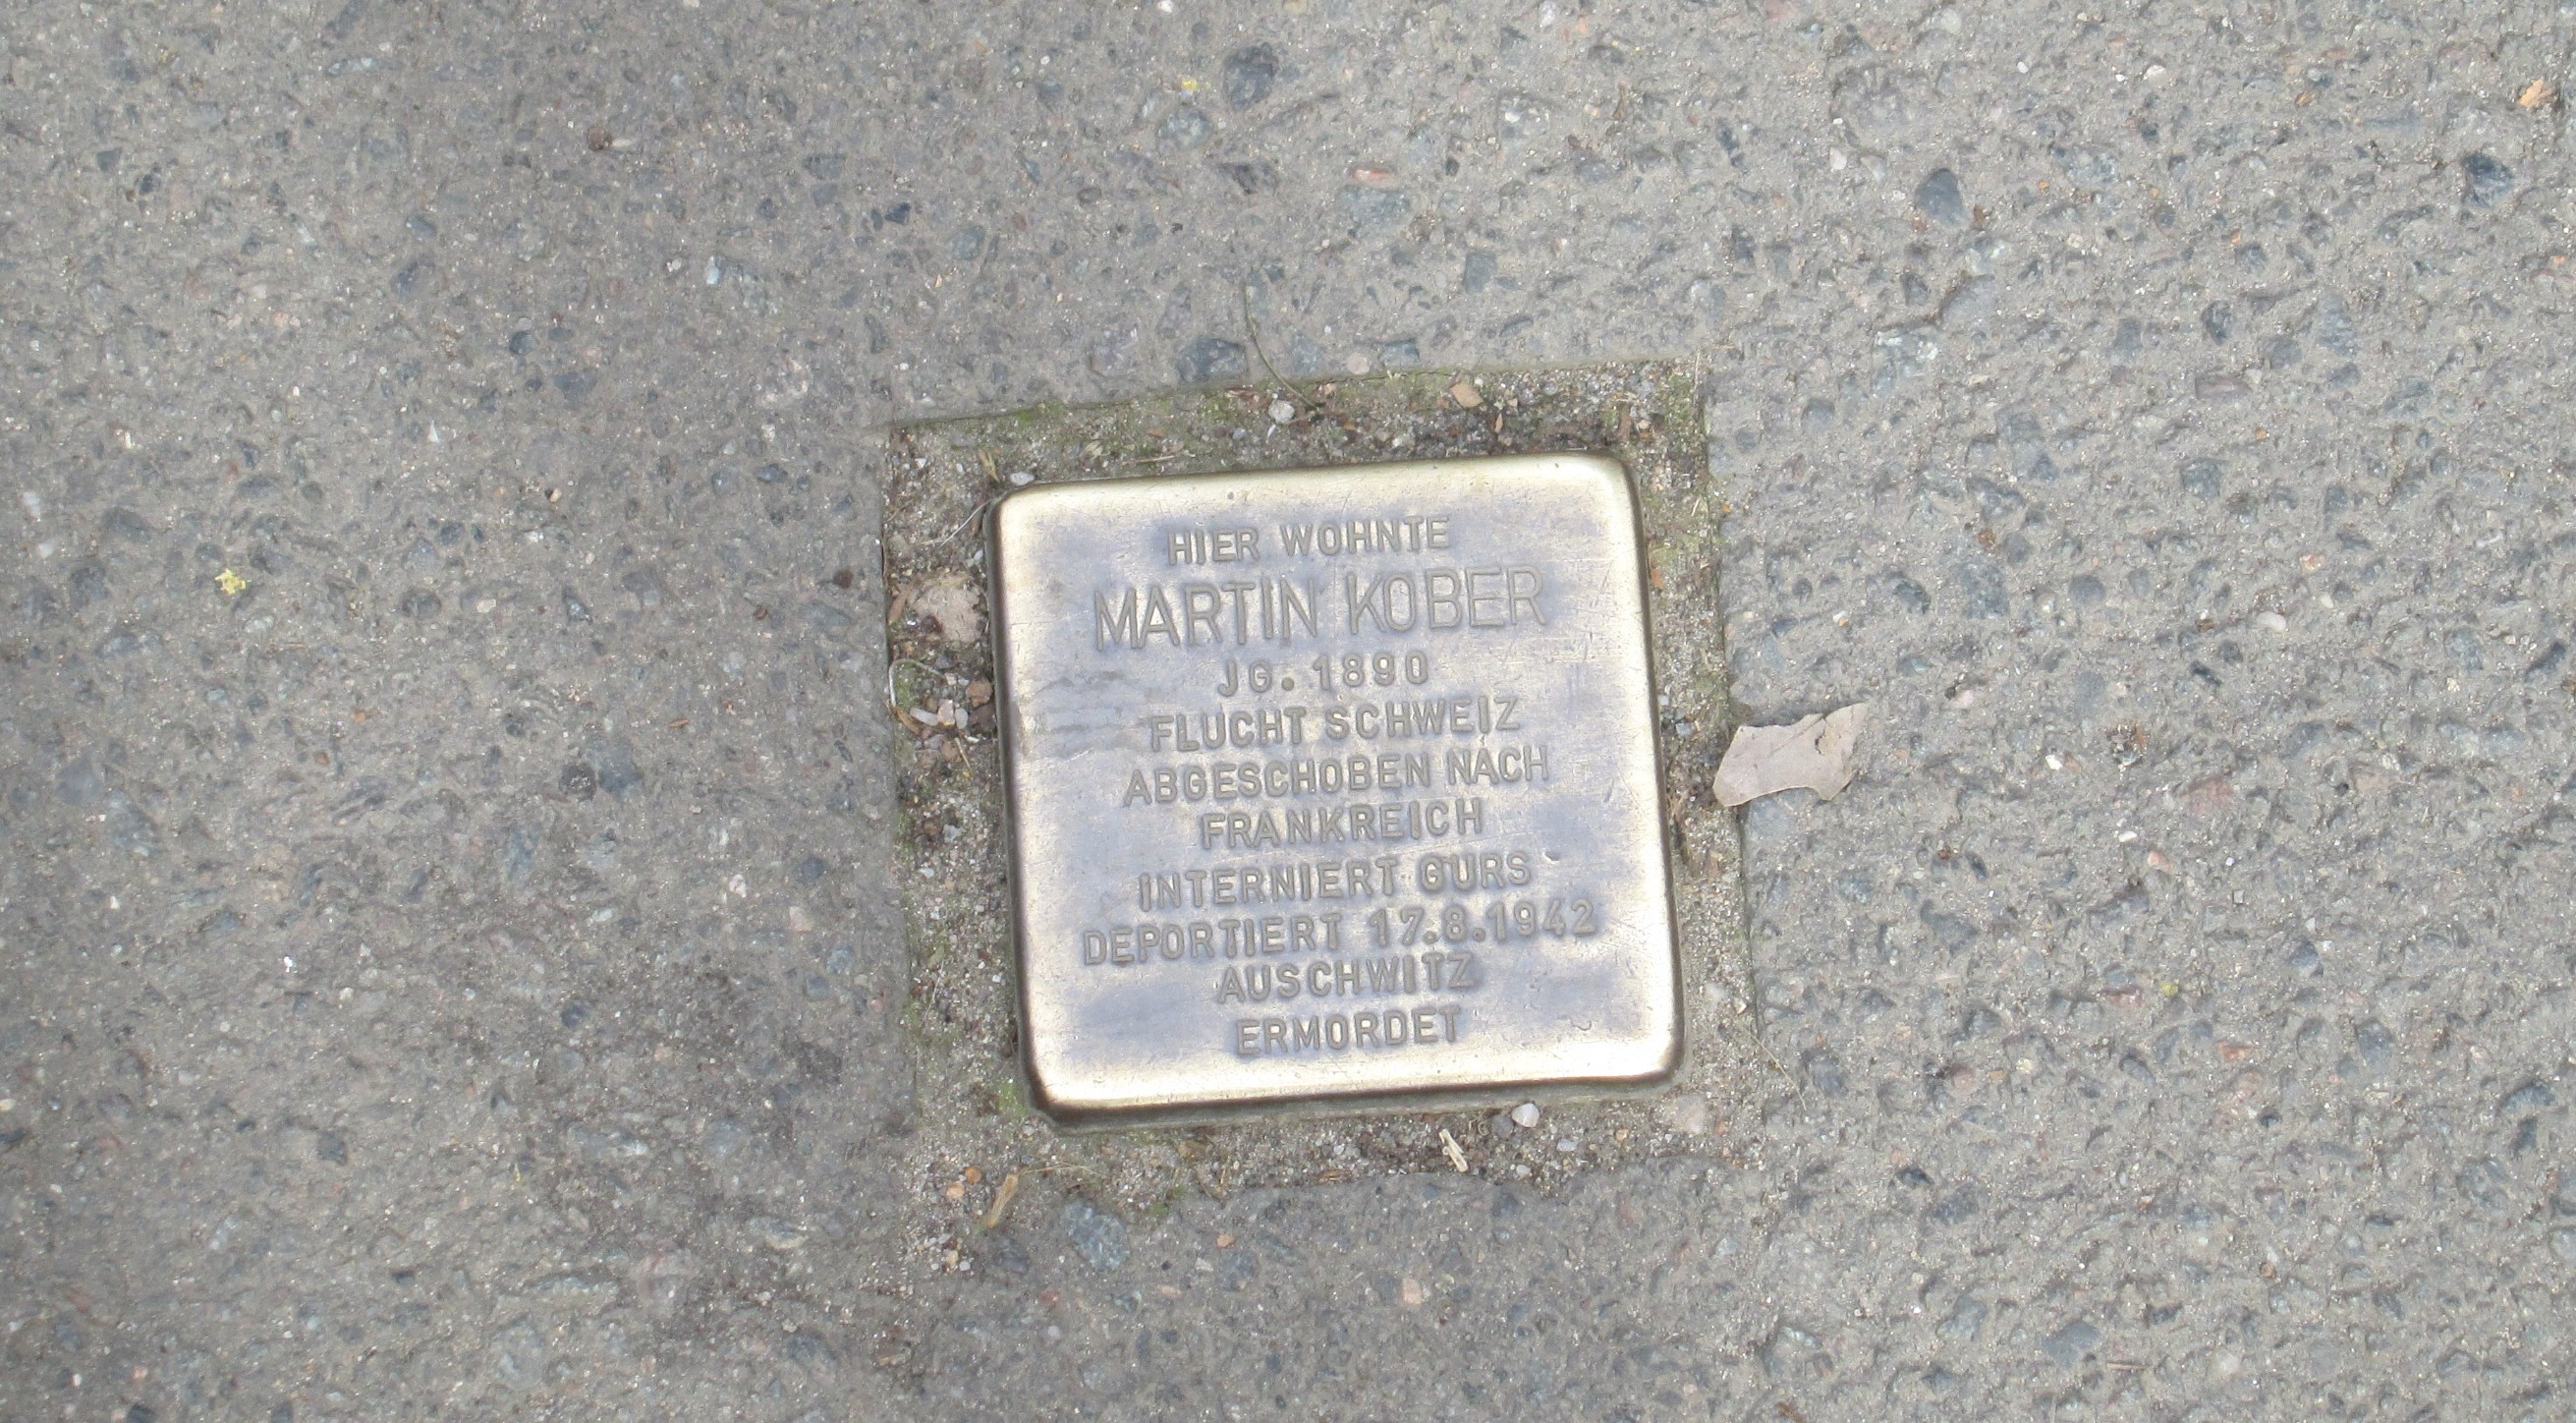 HIER WOHNTE
MARTIN KOBER
JG. 1890
FLUCHT SCHWEIZ
ABGESCHOBEN NACH
FRANKREICH
INTERNIERT GURS
DEPORTIERT 17.8.1942
AUSCHWITZ
ERMORDET